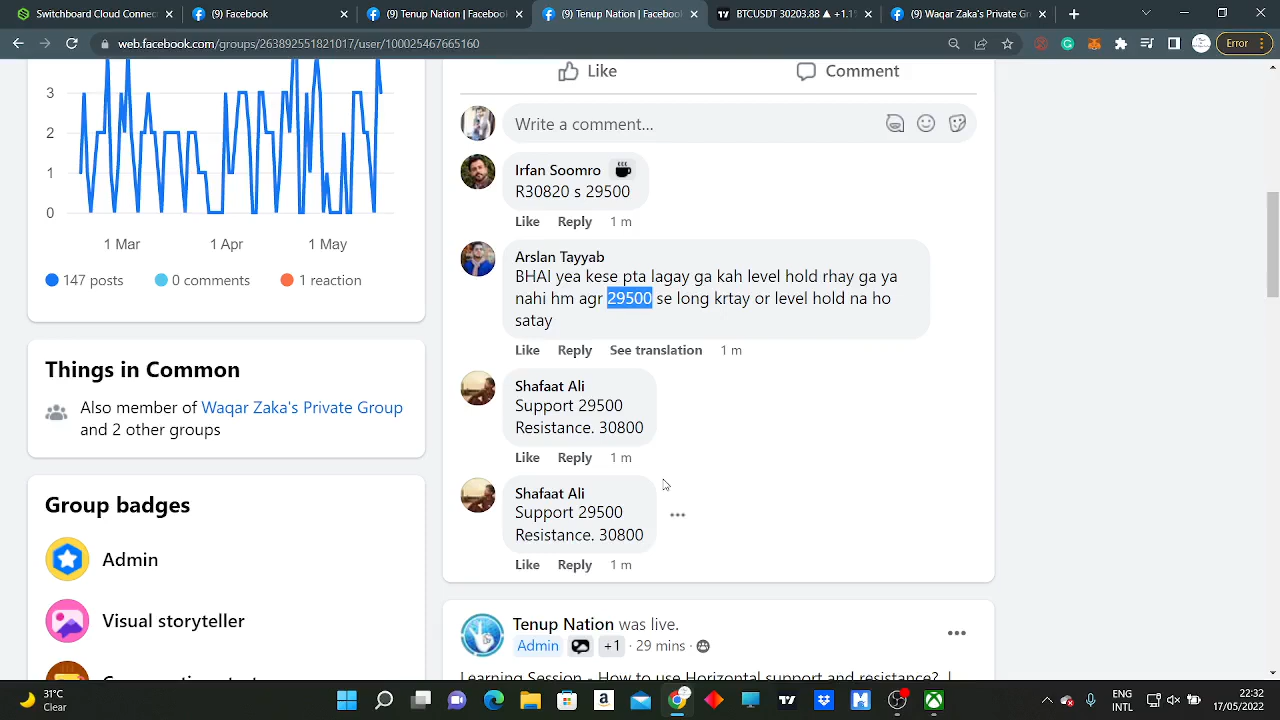 Switchboard Cloud Connec
Facebook
(9) Tenup Nation | Facebook
(9) Tenup Nation | Facebook
BTCUSDT 30203.88 ▲ +1.1
(9) Waqar Zaka's Private Gr
web.facebook.com/groups/263892551821017/user/100025467665160
Error
3
2
1
0
1 Mar
1 Apr
1 May
147 posts
0 comments
1 reaction
Things in Common
Also member of Waqar Zaka's Private Group
and 2 other groups
Group badges
Admin
Visual storyteller
Like
Comment
Write a comment...
Irfan Soomro
R30820 s 29500
Like Reply 1 m
Arslan Tayyab
BHAI yea kese pta lagay ga kah level hold rhay ga ya
nahi hm agr 29500 se long krtay or level hold na ho
satay
Like Reply See translation 1 m
Shafaat Ali
Support 29500
Resistance. 30800
Like Reply 1 m
Shafaat Ali
Support 29500
Resistance. 30800
Like Reply 1 m
Tenup Nation was live.
Admin +1 · 29 mins ·
Learning Session - How to use Horizontal support and resistance? |
31°C
Clear
ENG
INTL
22:32
17/05/2022